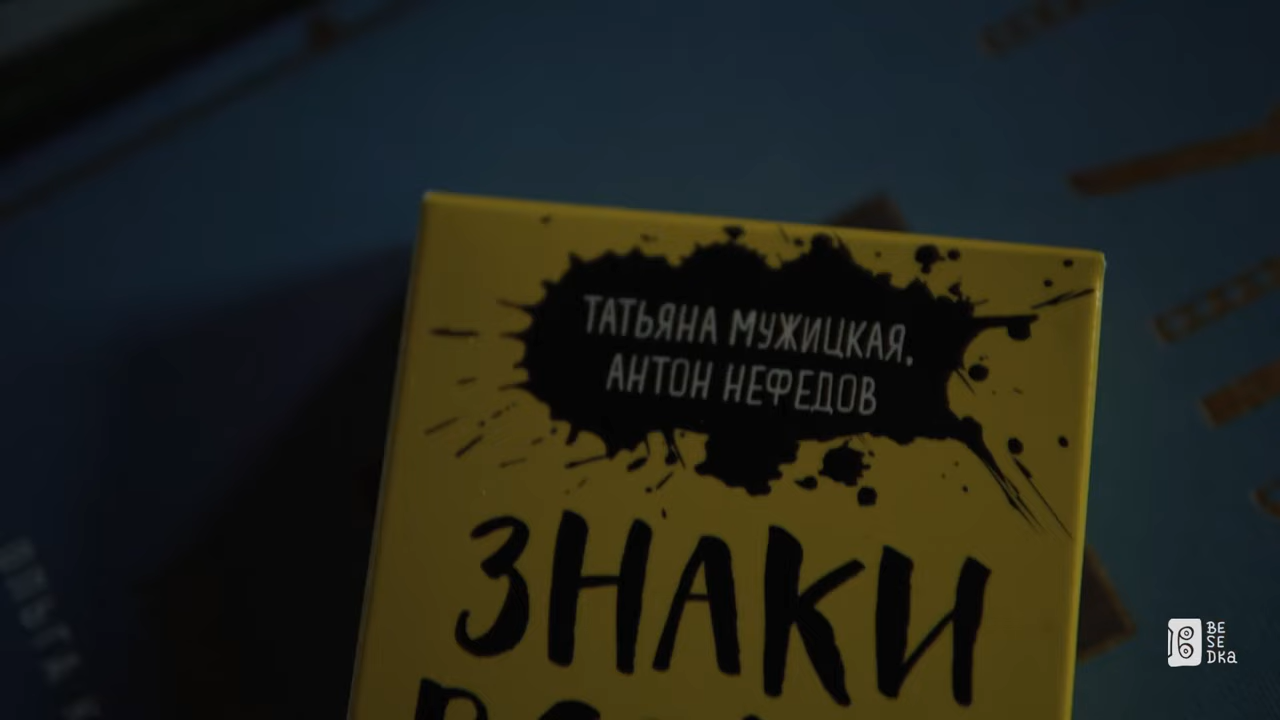 ТАТЬЯНА МУЖИЦКАЯ,
АНТОН НЕФЕДОВ
ЗНАКИ
BE
SE
DKA